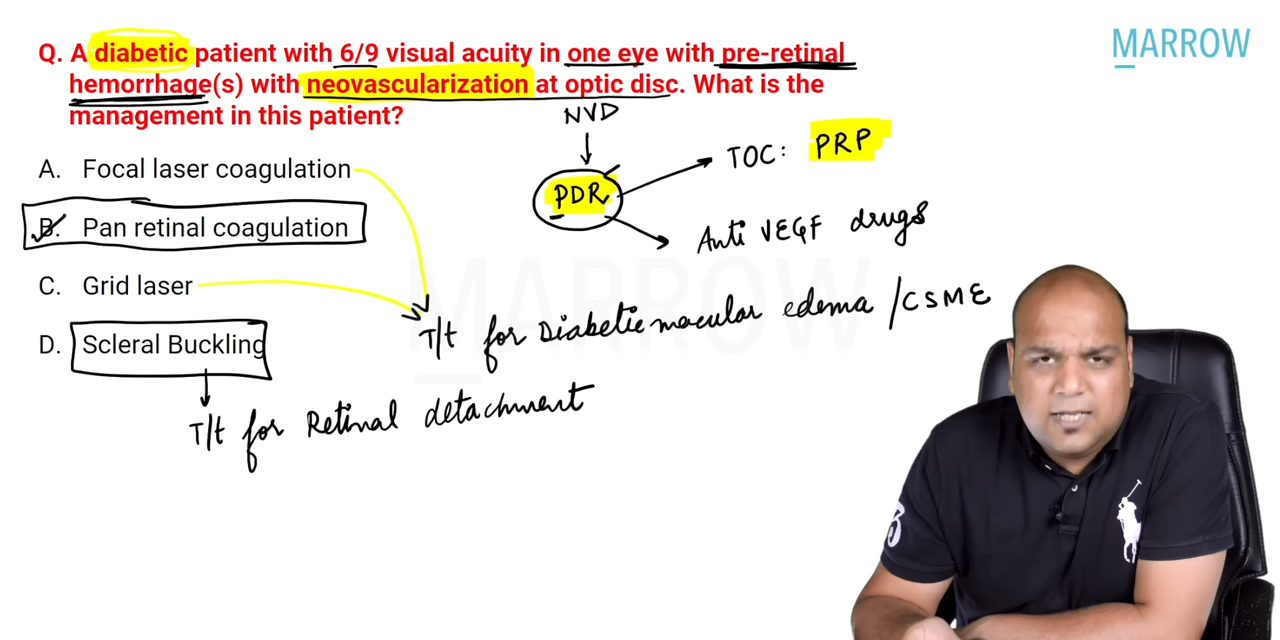 MARROW
Q. A diabetic patient with 6/9 visual acuity in one eye with pre-retinal
hemorrhage(s) with neovascularization at optic disc. What is the
management in this patient?
NVD
A. Focal laser coagulation
TOC: PRP
PDR
B. Pan retinal coagulation
Anti VEGF drugs
C. Grid laser
MARROW
T/t for Diabetic macular edema /CSME
D. Scleral Buckling
T/t for Retinal detachment